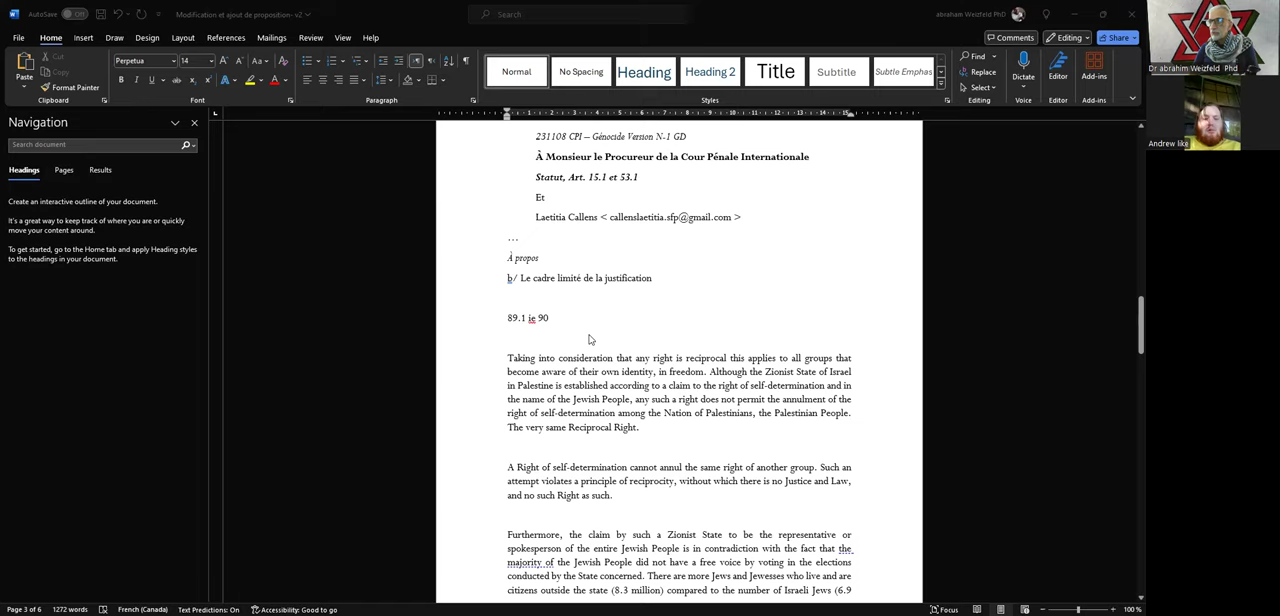 AutoSave
Off
Modification et ajout de proposition- v2
Search
abraham Weizfeld PhD
File
Home
Insert
Draw
Design
Layout
References
Mailings
Review
View
Help
Comments
Editing
Share
Paste
Cut
Copy
Format Painter
Clipboard
Perpetua
14
Font
Paragraph
Normal
No Spacing
Heading
Heading 2
Title
Subtitle
Subtle Emphas
Styles
Find
Replace
Select
Editing
Dictate
Voice
Editor
Editor
Add-ins
Add-ins
Dr abrahim Weizfeld Phd
Andrew like
Navigation
Search document
Headings
Pages
Results
Create an interactive outline of your document.
It's a great way to keep track of where you are or quickly
move your content around.
To get started, go to the Home tab and apply Heading styles
to the headings in your document.
231108 CPI – Génocide Version N-1 GD
À Monsieur le Procureur de la Cour Pénale Internationale
Statut, Art. 15.1 et 53.1
Et
Laetitia Callens < callenslaetitia.sfp@gmail.com >
…
À propos
b/ Le cadre limité de la justification
89.1 ie 90
Taking into consideration that any right is reciprocal this applies to all groups that
become aware of their own identity, in freedom. Although the Zionist State of Israel
in Palestine is established according to a claim to the right of self-determination and in
the name of the Jewish People, any such a right does not permit the annulment of the
right of self-determination among the Nation of Palestinians, the Palestinian People.
The very same Reciprocal Right.
A Right of self-determination cannot annul the same right of another group. Such an
attempt violates a principle of reciprocity, without which there is no Justice and Law,
and no such Right as such.
Furthermore, the claim by such a Zionist State to be the representative or
spokesperson of the entire Jewish People is in contradiction with the fact that the
majority of the Jewish People did not have a free voice by voting in the elections
conducted by the State concerned. There are more Jews and Jewesses who live and are
citizens outside the state (8.3 million) compared to the number of Israeli Jews (6.9
Page 3 of 6
1272 words
French (Canada)
Text Predictions: On
Accessibility: Good to go
Focus
100 %